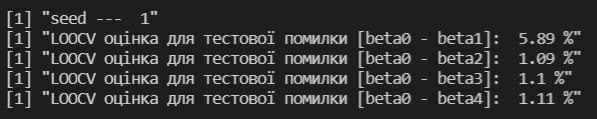 [1] "seed ---  1"
[1] "LOOCV оцінка для тестової помилки [beta0 - beta1]:  5.89 %"
[1] "LOOCV оцінка для тестової помилки [beta0 - beta2]:  1.09 %"
[1] "LOOCV оцінка для тестової помилки [beta0 - beta3]:  1.1 %"
[1] "LOOCV оцінка для тестової помилки [beta0 - beta4]:  1.11 %"